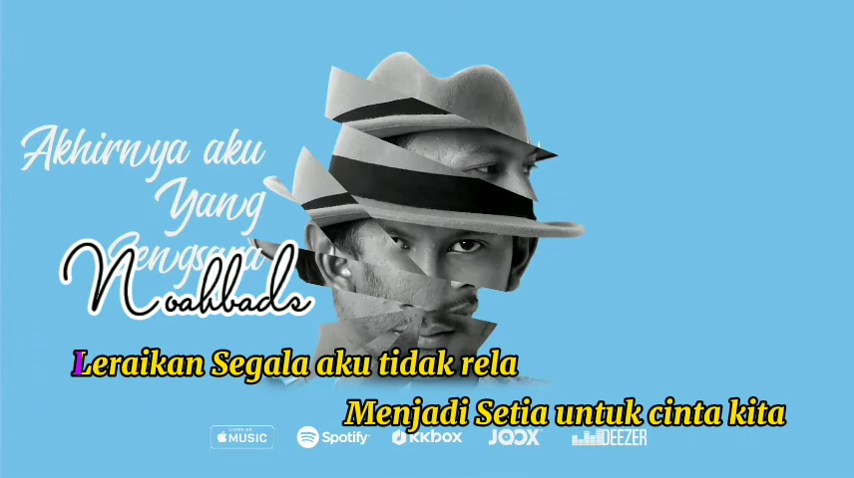 Akhirnya aku
Yang
Sengsara
Noahbads
Leraikan Segala aku tidak rela
Menjadi Setia untuk cinta kita
MUSIC
Spotify
KKBOX
JOOX
DEEZER